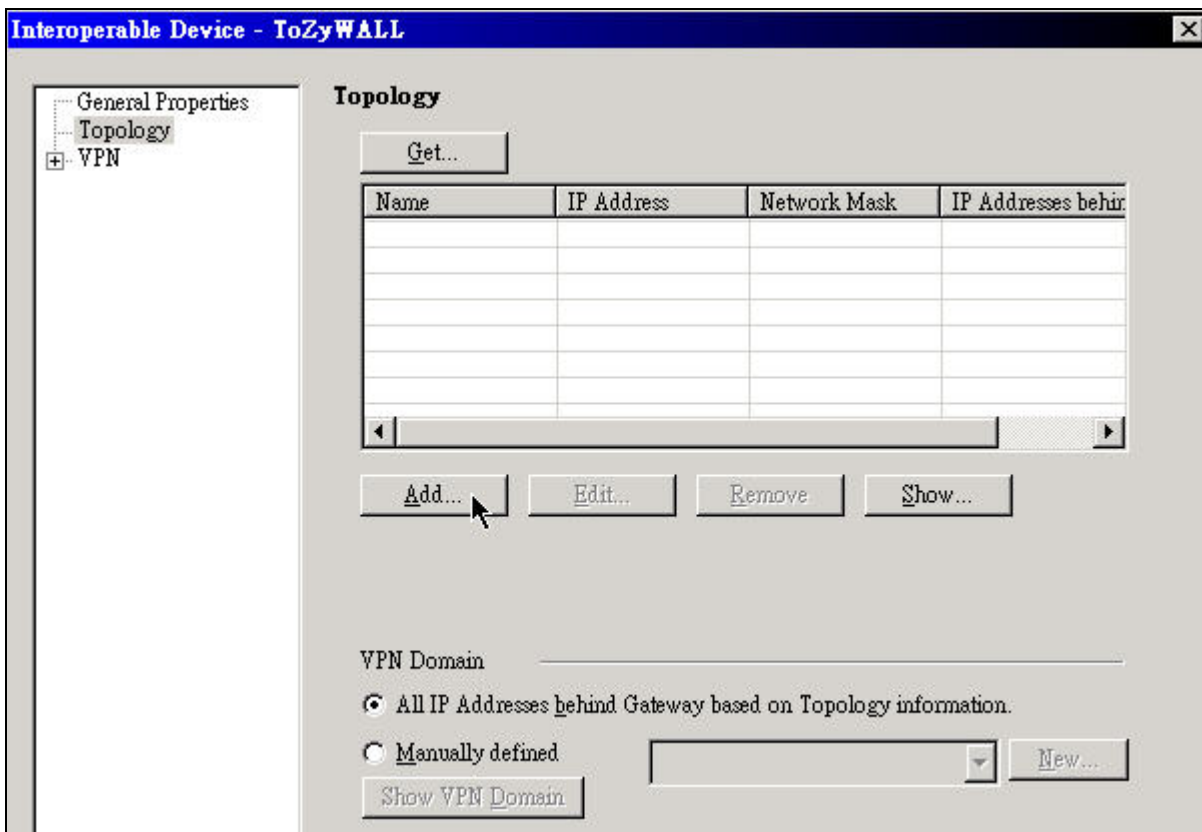 Interoperable Device - ToZyWALL
General Properties
Topology
VPN
Topology
Get...
Name IP Address Network Mask IP Addresses behin
Add... Edit... Remove Show...
VPN Domain
All IP Addresses behind Gateway based on Topology information.
Manually defined New...
Show VPN Domain